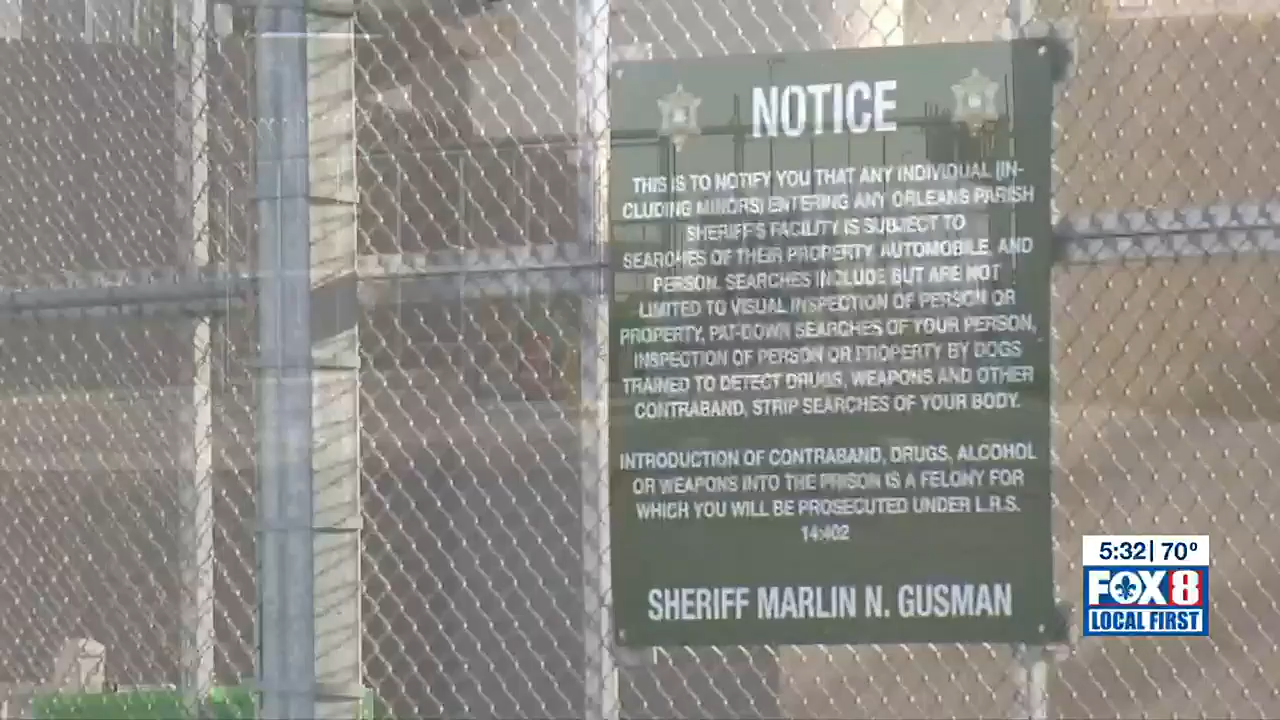 NOTICE
THIS IS TO NOTIFY YOU THAT ANY INDIVIDUAL (IN-
CLUDING MINORS) ENTERING ANY ORLEANS PARISH
SHERIFF'S FACILITY IS SUBJECT TO
SEARCHES OF THEIR PROPERTY, AUTOMOBILE, AND
PERSON. SEARCHES INCLUDE BUT ARE NOT
LIMITED TO VISUAL INSPECTION OF PERSON OR
PROPERTY, PAT-DOWN SEARCHES OF YOUR PERSON,
INSPECTION OF PERSON OR PROPERTY BY DOGS
TRAINED TO DETECT DRUGS, WEAPONS AND OTHER
CONTRABAND, STRIP SEARCHES OF YOUR BODY.
INTRODUCTION OF CONTRABAND, DRUGS, ALCOHOL
OR WEAPONS INTO THE PRISON IS A FELONY FOR
WHICH YOU WILL BE PROSECUTED UNDER L.R.S.
14:402
SHERIFF MARLIN N. GUSMAN
5:32 | 70°
FOX 8
LOCAL FIRST